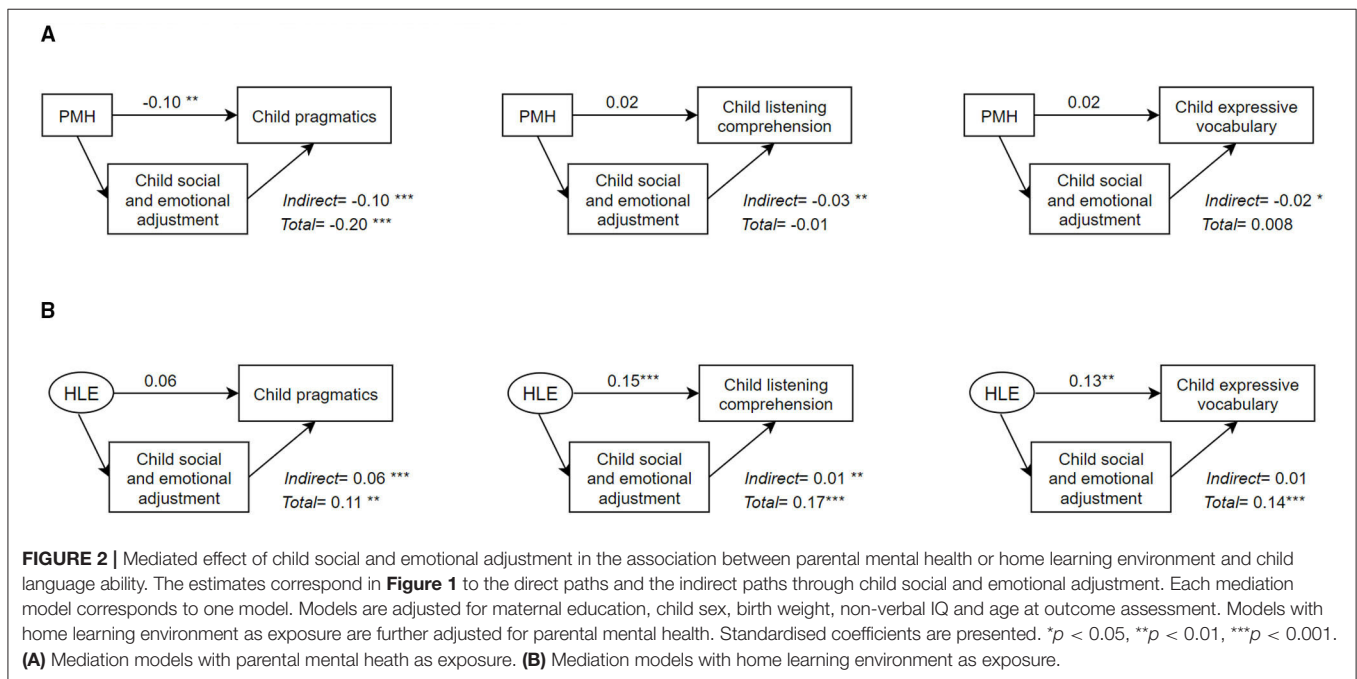 A
PMH
-0.10 **
Child pragmatics
Child social
and emotional
adjustment
Indirect= -0.10 ***
Total= -0.20 ***
PMH
0.02
Child listening
comprehension
Child social
and emotional
adjustment
Indirect= -0.03 **
Total= -0.01
PMH
0.02
Child expressive
vocabulary
Child social
and emotional
adjustment
Indirect= -0.02 *
Total= 0.008
B
HLE
0.06
Child pragmatics
Child social
and emotional
adjustment
Indirect= 0.06 ***
Total= 0.11 **
HLE
0.15***
Child listening
comprehension
Child social
and emotional
adjustment
Indirect= 0.01 **
Total= 0.17***
HLE
0.13**
Child expressive
vocabulary
Child social
and emotional
adjustment
Indirect= 0.01
Total= 0.14***
FIGURE 2 | Mediated effect of child social and emotional adjustment in the association between parental mental health or home learning environment and child
language ability. The estimates correspond in Figure 1 to the direct paths and the indirect paths through child social and emotional adjustment. Each mediation
model corresponds to one model. Models are adjusted for maternal education, child sex, birth weight, non-verbal IQ and age at outcome assessment. Models with
home learning environment as exposure are further adjusted for parental mental health. Standardised coefficients are presented. *p < 0.05, **p < 0.01, ***p < 0.001.
(A) Mediation models with parental mental heath as exposure. (B) Mediation models with home learning environment as exposure.